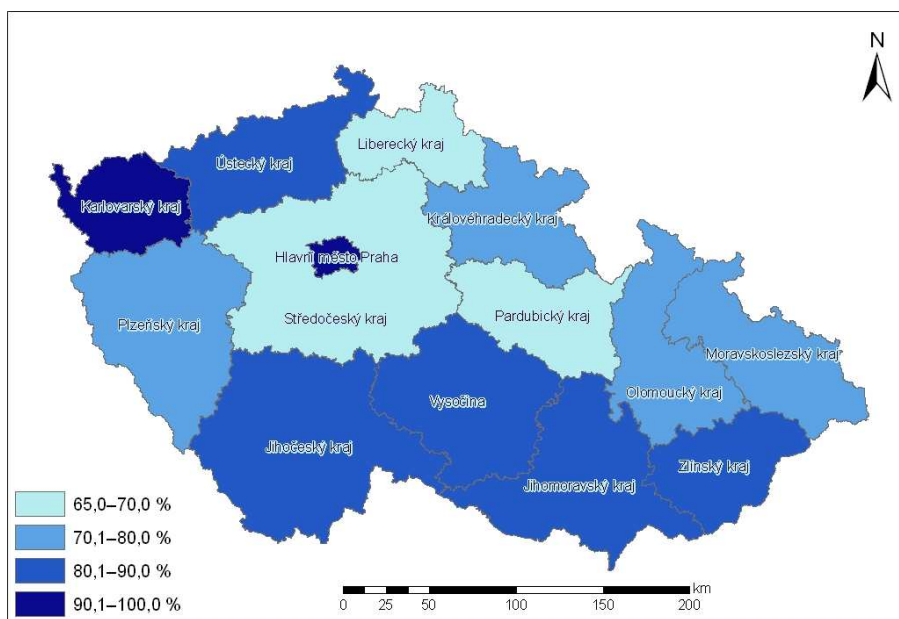 N
Liberecký kraj
Ústecký kraj
Karlovarský kraj
Královéhradecký kraj
Hlavní město Praha
Středočeský kraj
Pardubický kraj
Plzeňský kraj
Moravskoslezský kraj
Olomoucký kraj
Vysočina
Jihočeský kraj
Zlínský kraj
Jihomoravský kraj
65,0–70,0 %
70,1–80,0 %
80,1–90,0 %
90,1–100,0 %
km
0 25 50 100 150 200